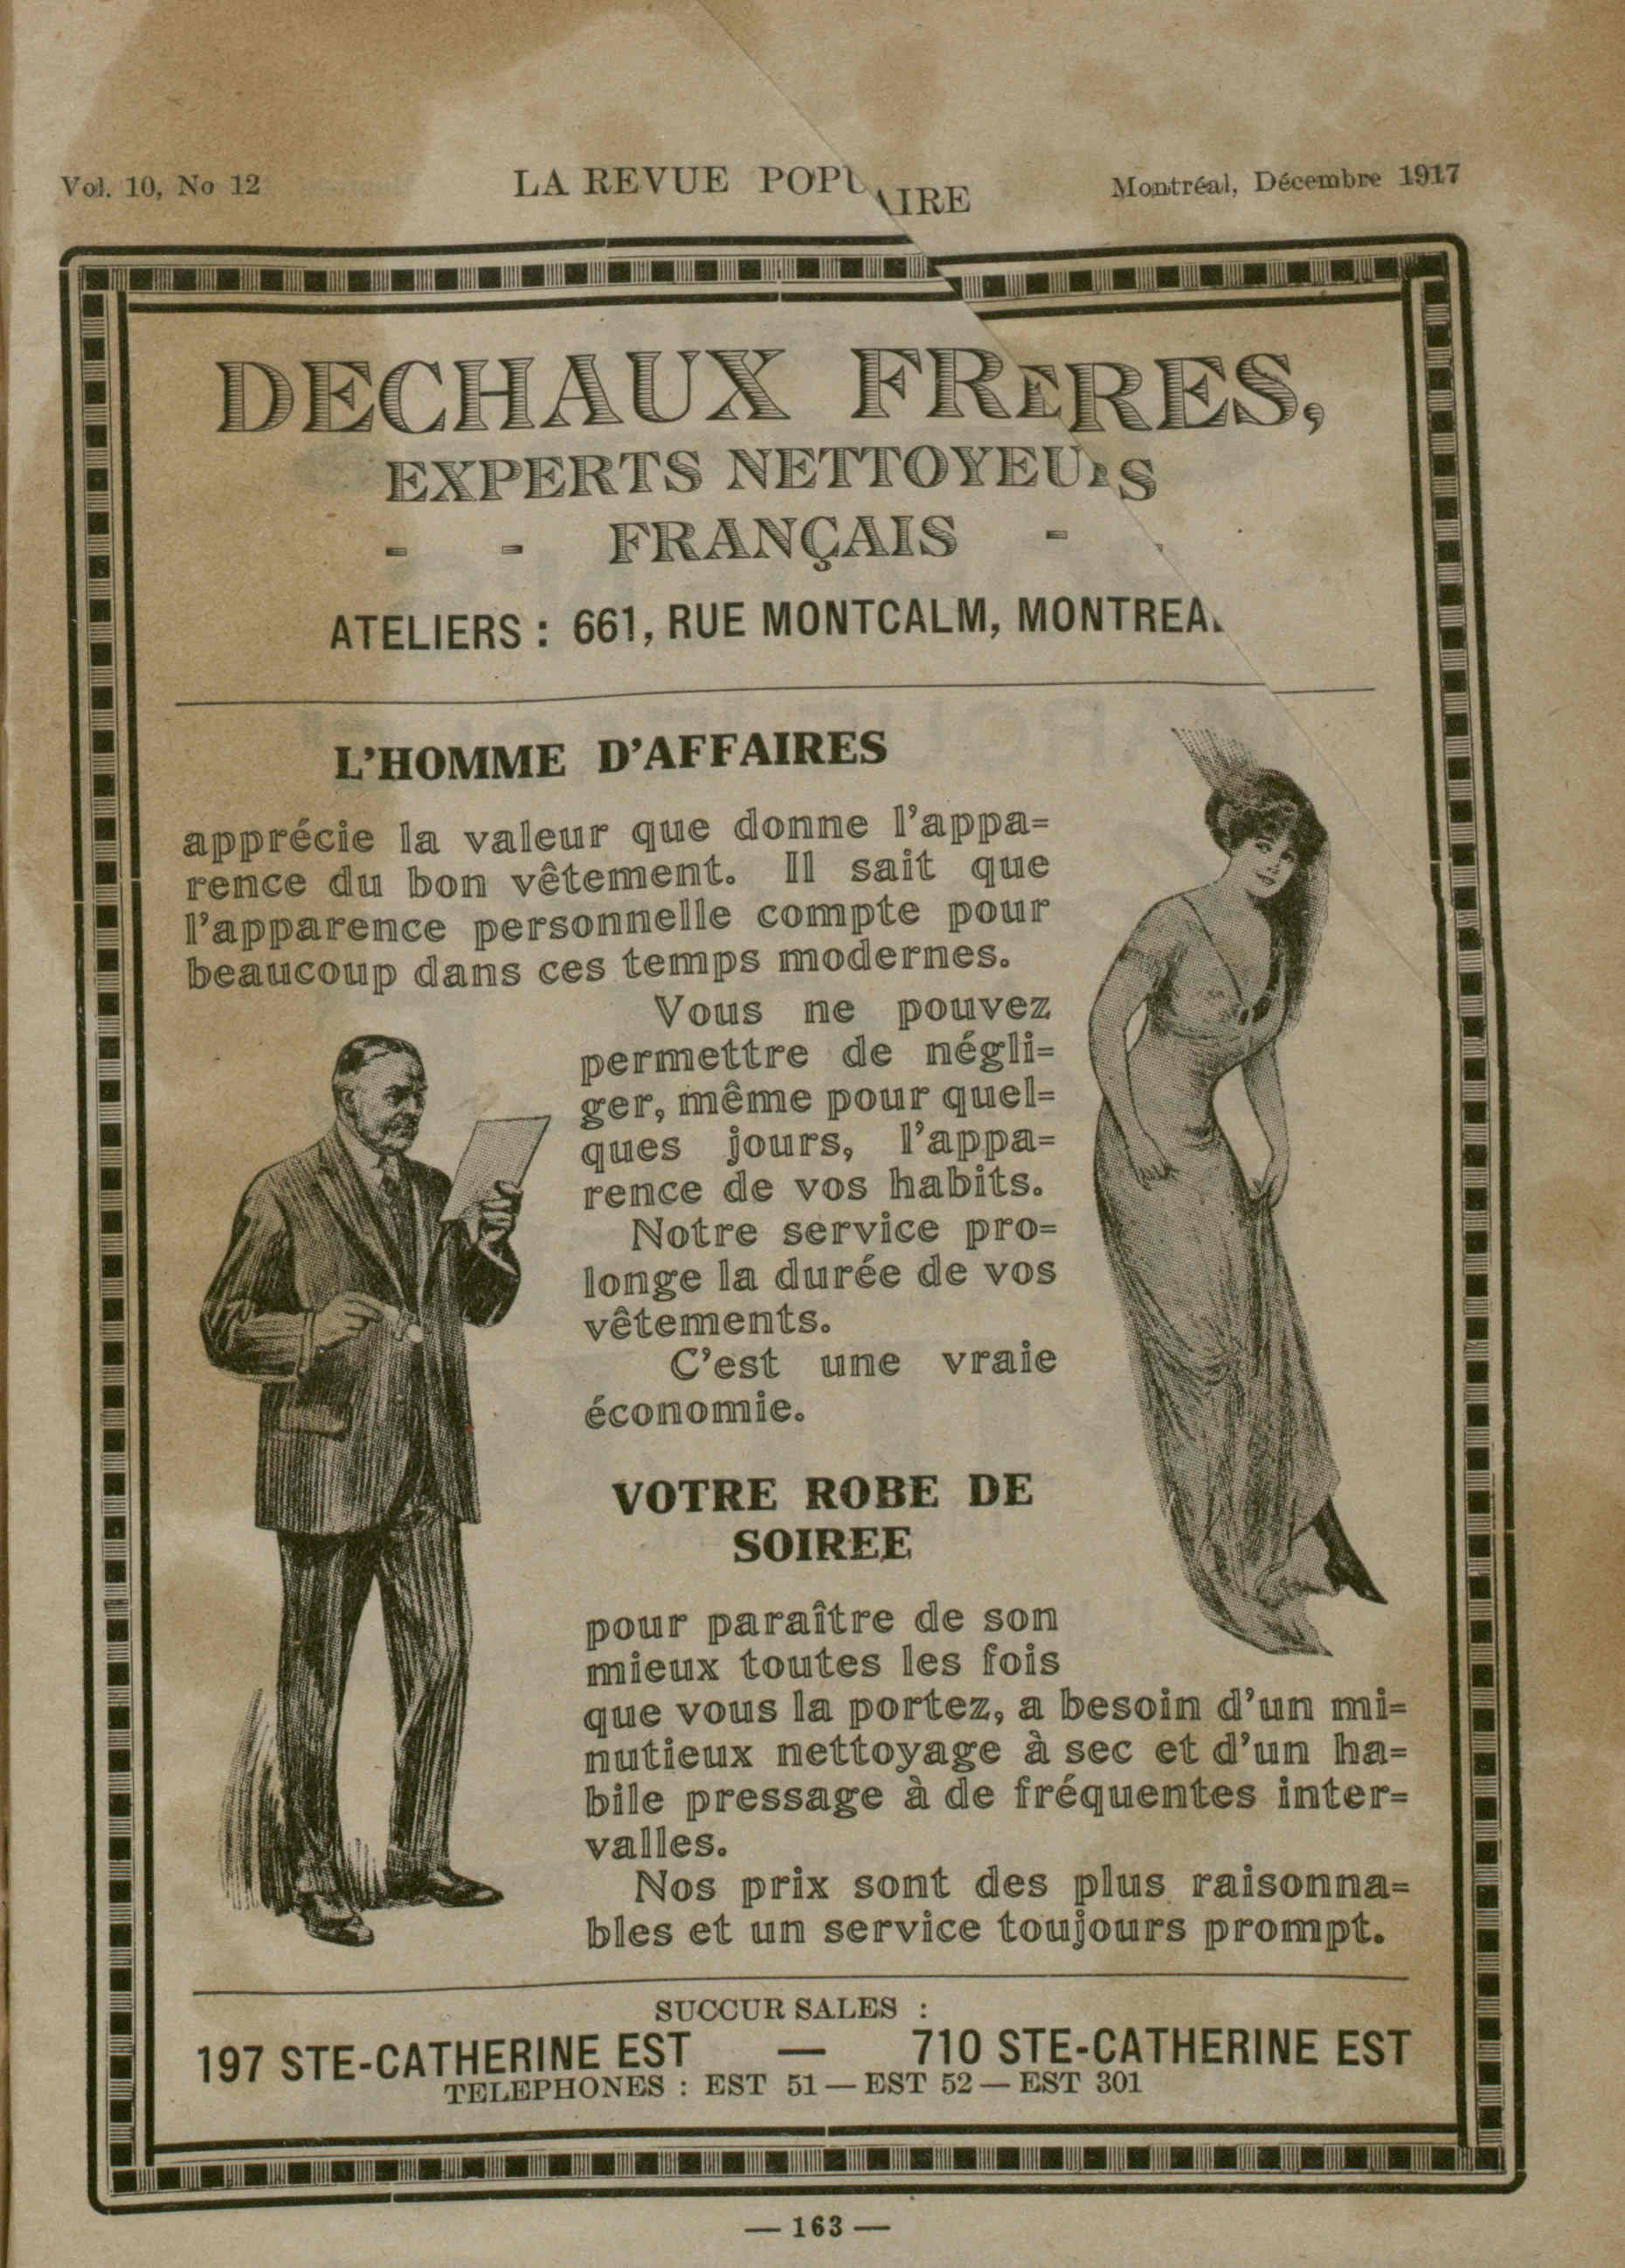 Vol. 10, No 12
LA REVUE POPULAIRE
Montréal, Décembre 1917
DECHAUX FRERES,
EXPERTS NETTOYEURS
- - FRANÇAIS -
ATELIERS : 661, RUE MONTCALM, MONTREAL
L'HOMME D'AFFAIRES
apprécie la valeur que donne l'appa=
rence du bon vêtement. Il sait que
l'apparence personnelle compte pour
beaucoup dans ces temps modernes.
Vous ne pouvez
permettre de négli=
ger, même pour quel=
ques jours, l'appa=
rence de vos habits.
Notre service pro=
longe la durée de vos
vêtements.
C'est une vraie
économie.
VOTRE ROBE DE
SOIREE
pour paraître de son
mieux toutes les fois
que vous la portez, a besoin d'un mi=
nutieux nettoyage à sec et d'un ha=
bile pressage à de fréquentes inter=
valles.
Nos prix sont des plus raisonna=
bles et un service toujours prompt.
SUCCUR SALES :
197 STE-CATHERINE EST — 710 STE-CATHERINE EST
TELEPHONES : EST 51 — EST 52 — EST 301
— 163 —